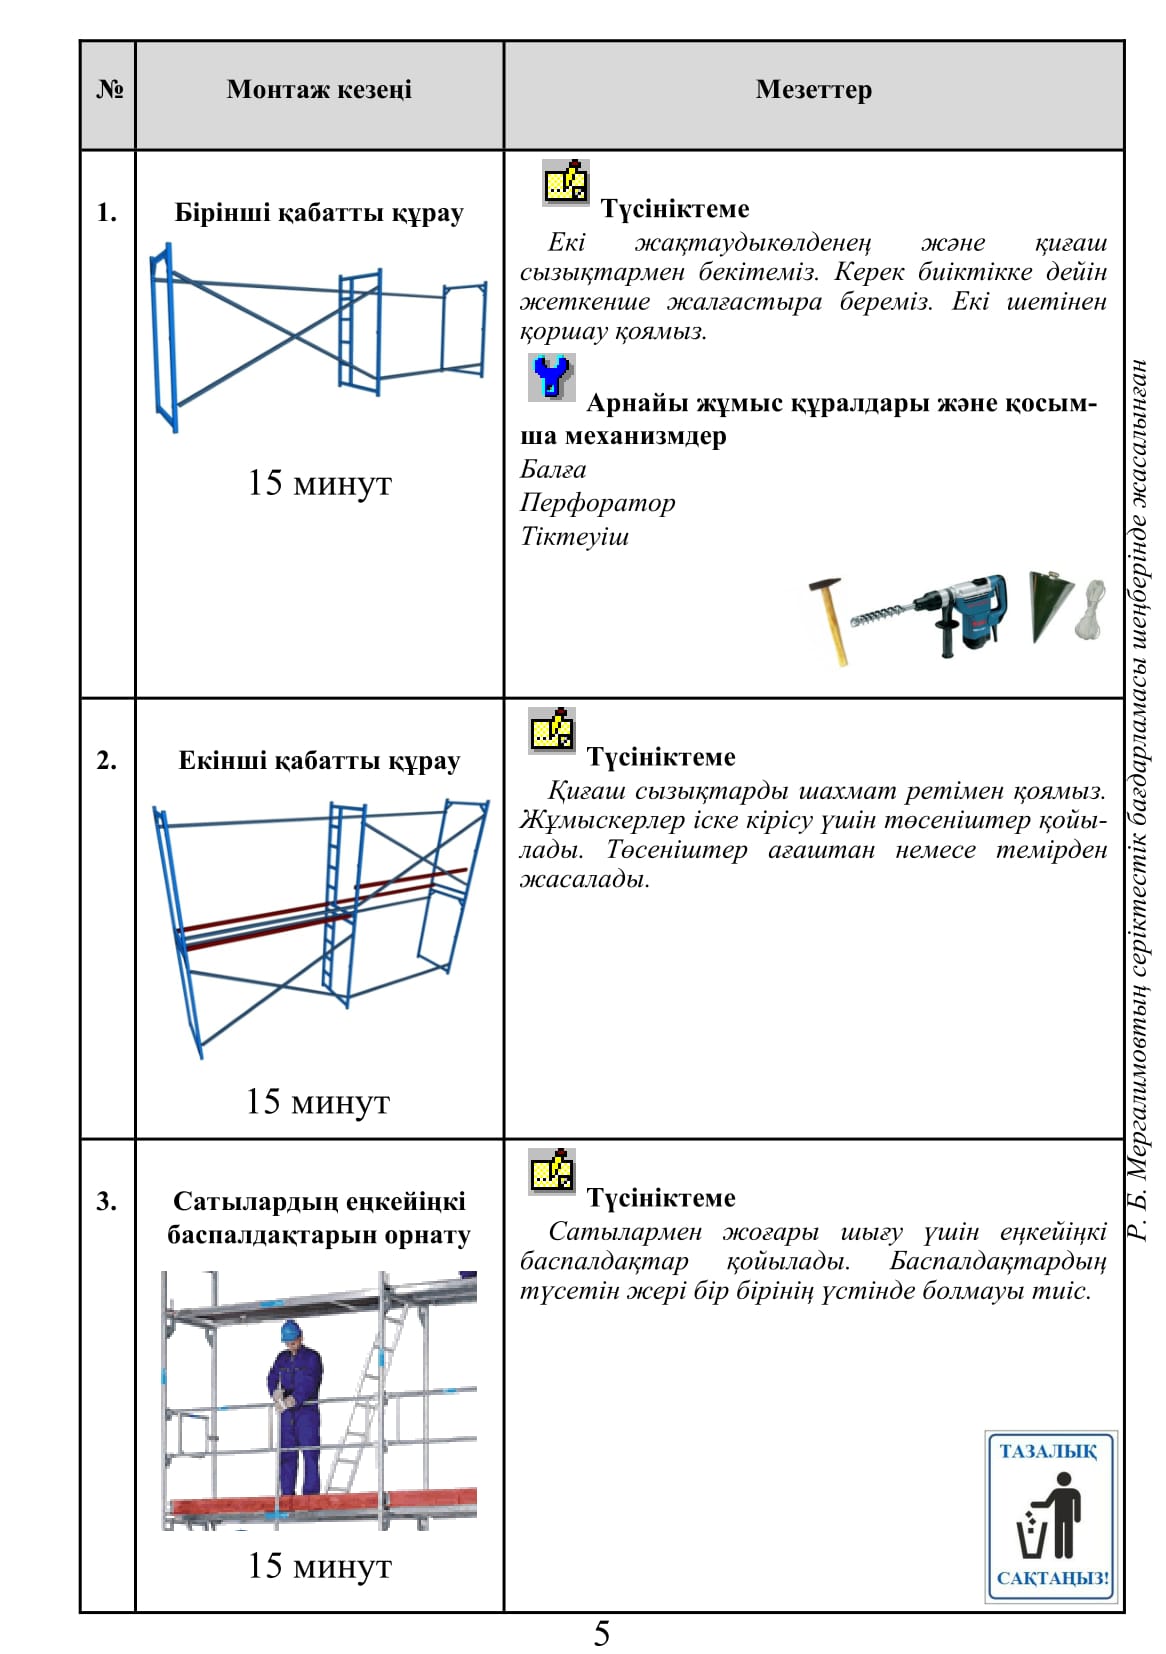 №
Монтаж кезеңі
Мезеттер
1.
Бірінші қабатты құрау
15 минут
Түсініктеме
Екі жақтаудыкөлденең және қиғаш
сызықтармен бекітеміз. Керек биіктікке дейін
жеткенше жалғастыра береміз. Екі шетінен
қоршау қоямыз.
Арнайы жұмыс құралдары және қосым-
ша механизмдер
Балға
Перфоратор
Тіктеуіш
2.
Екінші қабатты құрау
15 минут
Түсініктеме
Қиғаш сызықтарды шахмат ретімен қоямыз.
Жұмыскерлер іске кірісу үшін төсеніштер қойы-
лады. Төсеніштер ағаштан немесе темірден
жасалады.
3.
Сатылардың еңкейіңкі
баспалдақтарын орнату
15 минут
Түсініктеме
Сатылармен жоғары шығу үшін еңкейіңкі
баспалдақтар қойылады. Баспалдақтардың
түсетін жері бір бірінің үстінде болмауы тиіс.
ТАЗАЛЫҚ
САҚТАҢЫЗ!
Р. Б. Мергалимовтың серіктестік бағдарламасы шеңберінде жасалынған
5